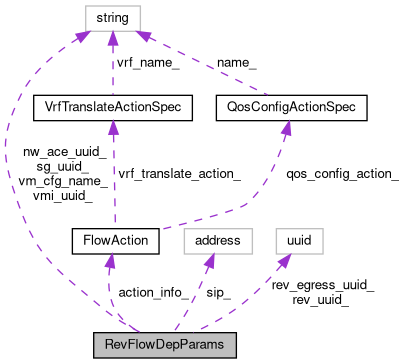 string
vrf_name_
name_
VrfTranslateActionSpec
QosConfigActionSpec
nw_ace_uuid_
sg_uuid_
vm_cfg_name_
vmi_uuid_
vrf_translate_action_
qos_config_action_
FlowAction
address
uuid
action_info_
sip_
rev_egress_uuid_
rev_uuid_
RevFlowDepParams